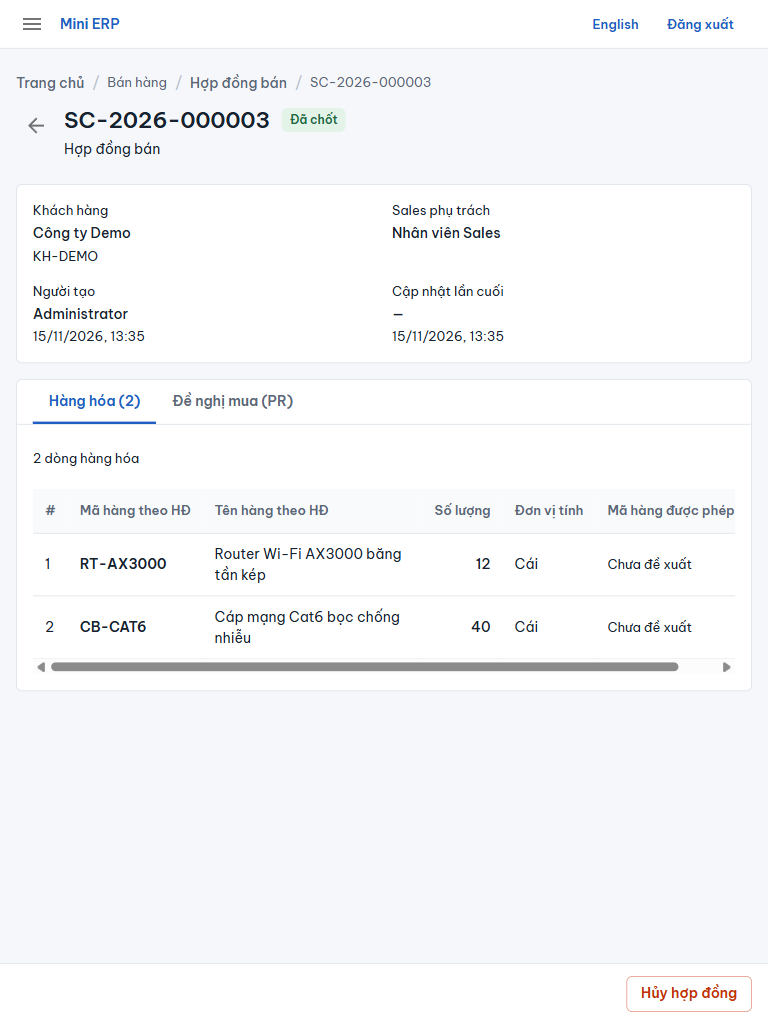 Mini ERP
English
Đăng xuất
Trang chủ / Bán hàng / Hợp đồng bán / SC-2026-000003
SC-2026-000003 Đã chốt
Hợp đồng bán
Khách hàng
Công ty Demo
KH-DEMO
Sales phụ trách
Nhân viên Sales
Người tạo
Administrator
15/11/2026, 13:35
Cập nhật lần cuối
—
15/11/2026, 13:35
Hàng hóa (2)
Đề nghị mua (PR)
2 dòng hàng hóa
# Mã hàng theo HĐ Tên hàng theo HĐ Số lượng Đơn vị tính Mã hàng được phép
1 RT-AX3000 Router Wi-Fi AX3000 băng tần kép 12 Cái Chưa đề xuất
2 CB-CAT6 Cáp mạng Cat6 bọc chống nhiễu 40 Cái Chưa đề xuất
Hủy hợp đồng